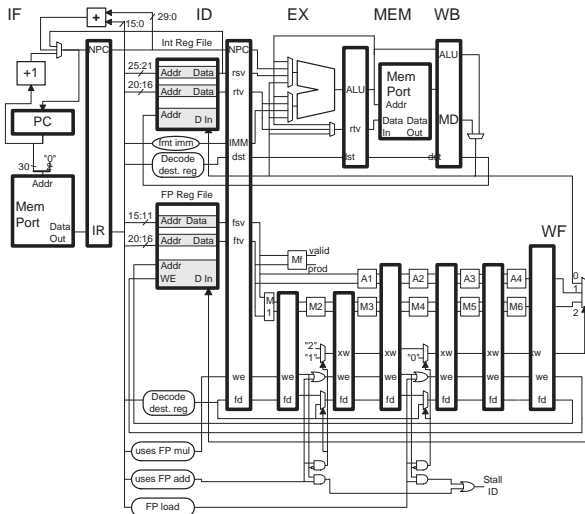 IF
ID
EX
MEM
WB
+
15:0
29:0
Int Reg File
NPC
25:21
Addr
Data
20:16
Addr
Data
Addr
D In
fmt imm
Decode
dest. reg
+1
PC
30
"0"
2
Addr
Mem
Port
Data
Out
IR
NPC
rsv
rtv
IMM
dst
ALU
rtv
dst
Mem
Port
Addr
Data
In
Data
Out
ALU
MD
dst
FP Reg File
15:11
Addr
Data
20:16
Addr
Data
Addr
WE
D In
fsv
ftv
Mf
valid
prod
WF
A1
A2
A3
A4
M
1
M2
M3
M4
M5
M6
0
1
2
"2"
"1"
xw
"0"
xw
xw
xw
we
we
we
we
we
we
we
Decode
dest. reg
fd
fd
fd
fd
fd
fd
fd
uses FP mul
uses FP add
FP load
Stall
ID